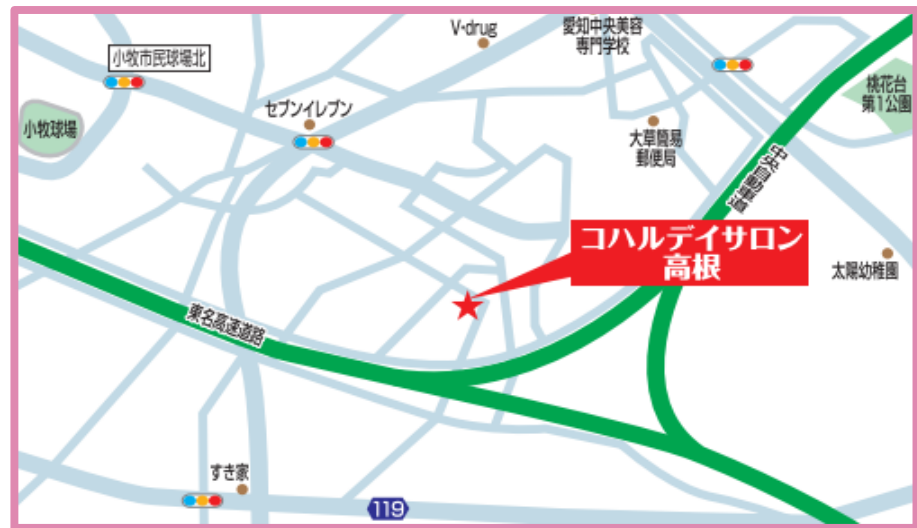 V・drug
愛知中央美容
専門学校
小牧市民球場北
桃花台
第1公園
セブンイレブン
小牧球場
大草簡易
郵便局
中央自動車道
コハルデイサロン
高根
太陽幼稚園
東名高速道路
すき家
119